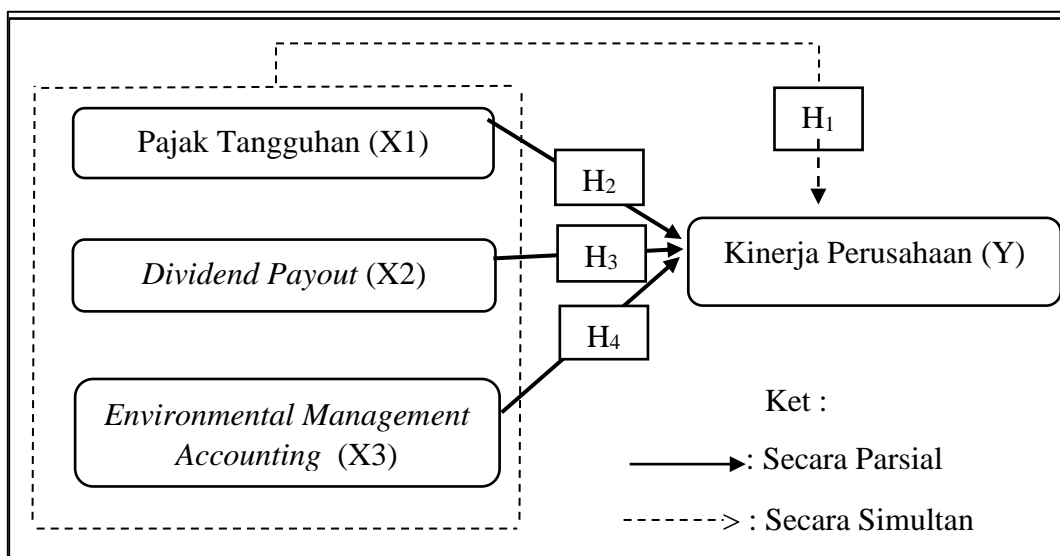 H₁
Pajak Tangguhan (X1)
H₂
Dividend Payout (X2)
H₃
Kinerja Perusahaan (Y)
H₄
Environmental Management
Accounting (X3)
Ket :
: Secara Parsial
: Secara Simultan